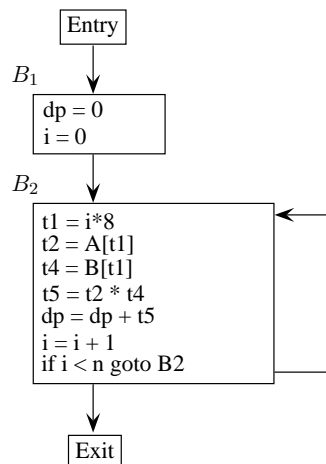 Entry
B1
dp = 0
i = 0
B2
t1 = i*8
t2 = A[t1]
t4 = B[t1]
t5 = t2 * t4
dp = dp + t5
i = i + 1
if i < n goto B2
Exit